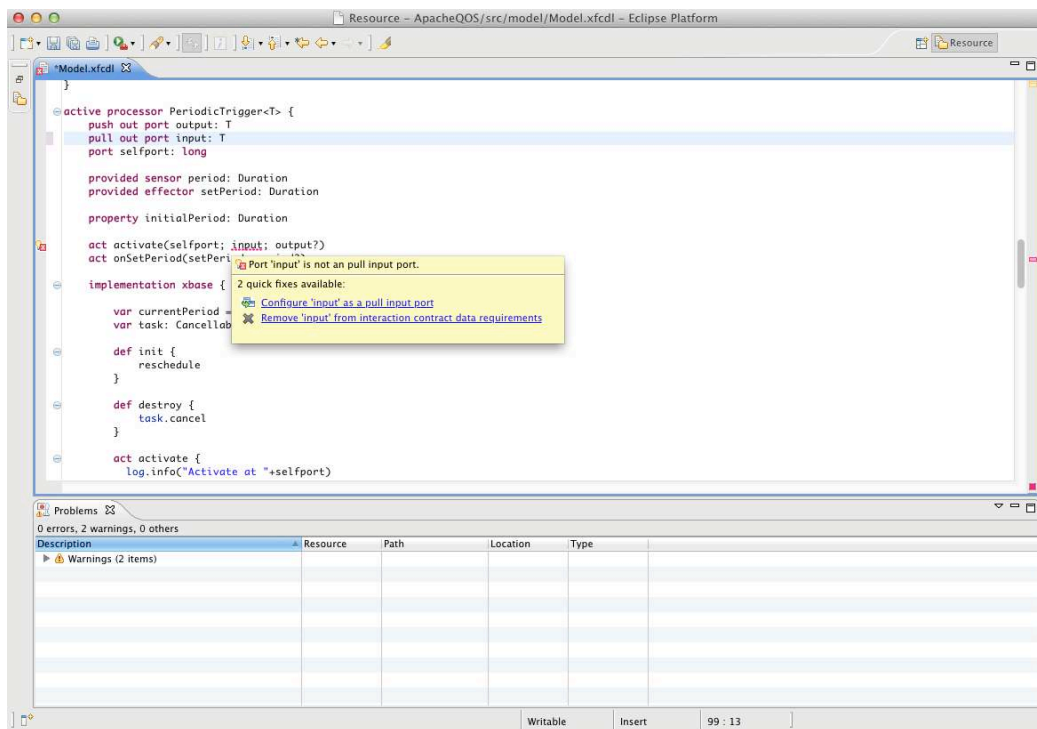 Resource – ApacheQOS/src/model/Model.xfcdl – Eclipse Platform
Resource
*Model.xfcdl
}
active processor PeriodicTrigger<T> {
push out port output: T
pull out port input: T
port selfport: long
provided sensor period: Duration
provided effector setPeriod: Duration
property initialPeriod: Duration
act activate(selfport; input; output?)
act onSetPeriod(setPeri
Port 'input' is not an pull input port.
2 quick fixes available:
Configure 'input' as a pull input port
Remove 'input' from interaction contract data requirements
implementation xbase {
var currentPeriod =
var task: Cancellab
def init {
reschedule
}
def destroy {
task.cancel
}
act activate {
log.info("Activate at "+selfport)
Problems
0 errors, 2 warnings, 0 others
Description Resource Path Location Type
Warnings (2 items)
Writable Insert 99 : 13